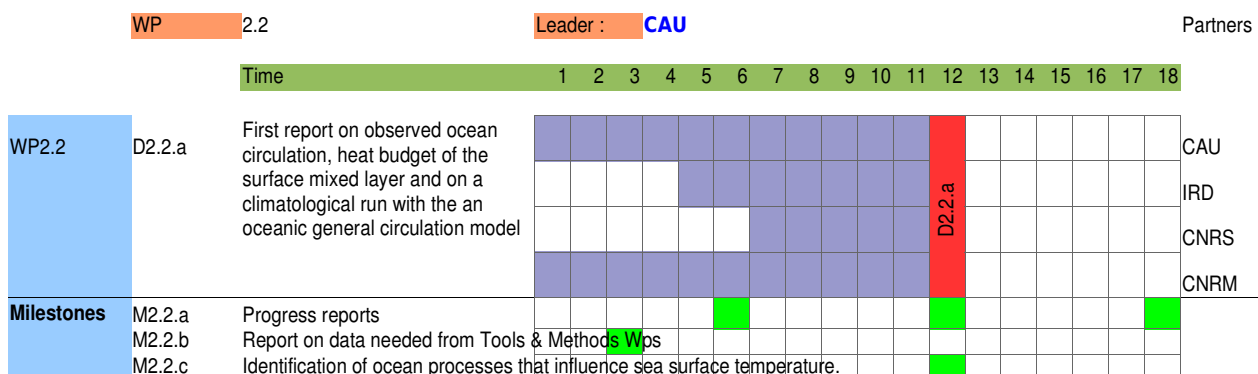 WP 2.2 Leader : CAU Partners
Time 1 2 3 4 5 6 7 8 9 10 11 12 13 14 15 16 17 18
WP2.2 D2.2.a First report on observed ocean
circulation, heat budget of the
surface mixed layer and on a
climatological run with the an
oceanic general circulation model
D2.2.a
CAU
IRD
CNRS
CNRM
Milestones M2.2.a Progress reports
M2.2.b Report on data needed from Tools & Methods Wps
M2.2.c Identification of ocean processes that influence sea surface temperature.